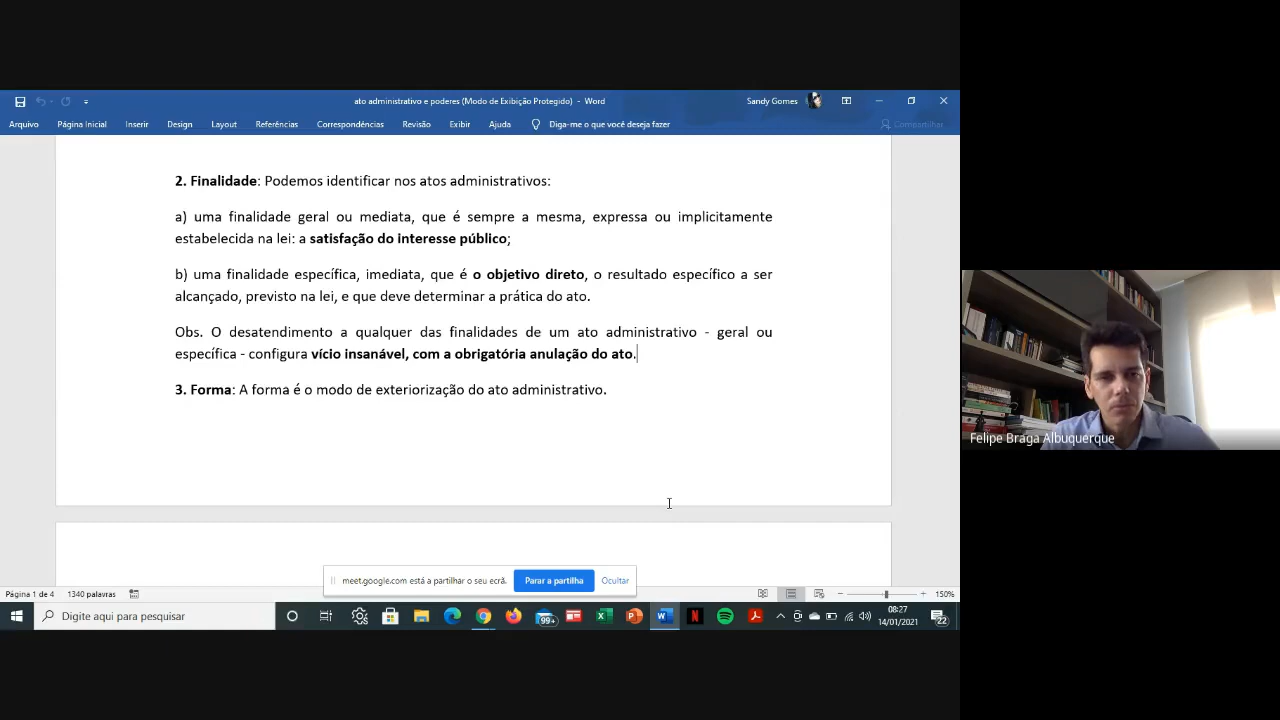 ato administrativo e poderes (Modo de Exibição Protegido) - Word
Sandy Gomes
Arquivo Página Inicial Inserir Design Layout Referências Correspondências Revisão Exibir Ajuda Diga-me o que você deseja fazer Compartilhar
2. Finalidade: Podemos identificar nos atos administrativos:
a) uma finalidade geral ou mediata, que é sempre a mesma, expressa ou implicitamente
estabelecida na lei: a satisfação do interesse público;
b) uma finalidade específica, imediata, que é o objetivo direto, o resultado específico a ser
alcançado, previsto na lei, e que deve determinar a prática do ato.
Obs. O desatendimento a qualquer das finalidades de um ato administrativo - geral ou
específica - configura vício insanável, com a obrigatória anulação do ato.
3. Forma: A forma é o modo de exteriorização do ato administrativo.
Felipe Braga Albuquerque
meet.google.com está a partilhar o seu ecrã. Parar a partilha Ocultar
Página 1 de 4 1340 palavras 150%
Digite aqui para pesquisar
99+
08:27
14/01/2021
22